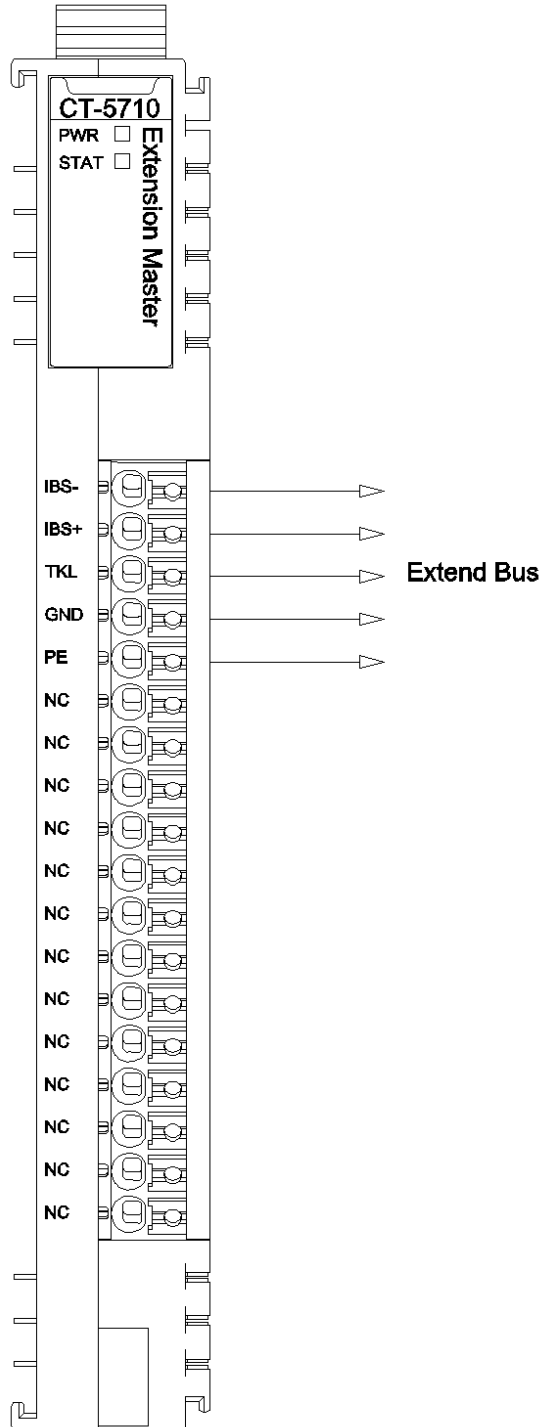 CT-5710
PWR
STAT
Extension Master
IBS-
IBS+
TKL
Extend Bus
GND
PE
NC
NC
NC
NC
NC
NC
NC
NC
NC
NC
NC
NC
NC